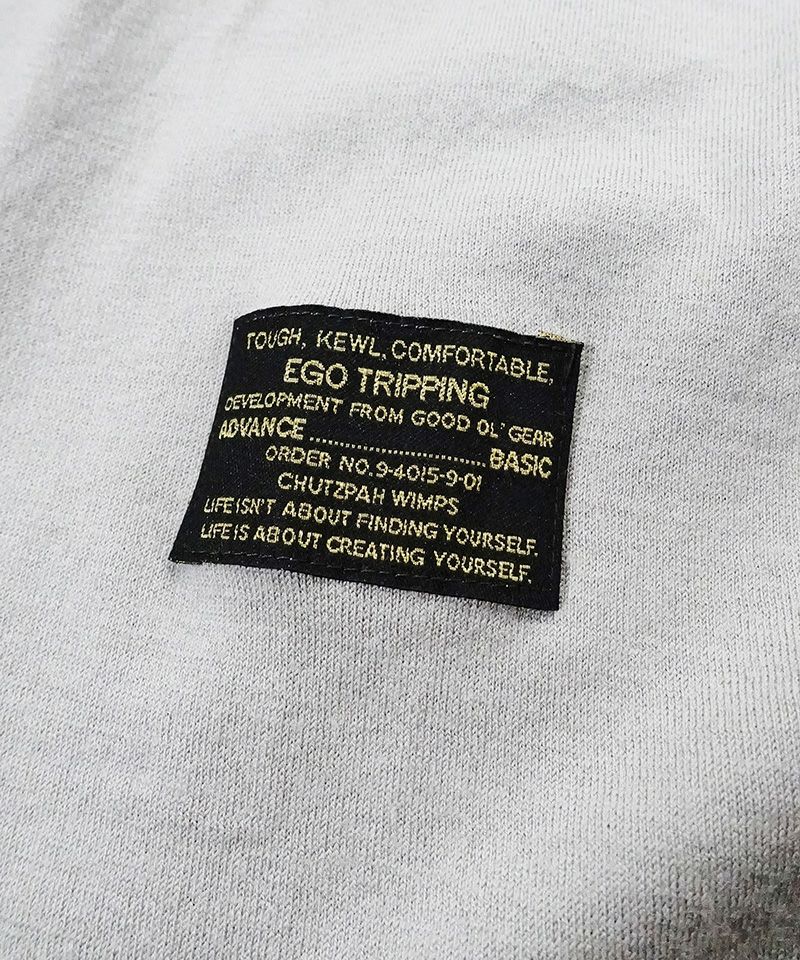 TOUGH, KEWL, COMFORTABLE,
EGO TRIPPING
DEVELOPMENT FROM GOOD OL' GEAR
ADVANCE ........................ BASIC
ORDER NO.9-4015-9-01
CHUTZPAH WIMPS
LIFE ISN'T ABOUT FINDING YOURSELF.
LIFE IS ABOUT CREATING YOURSELF.